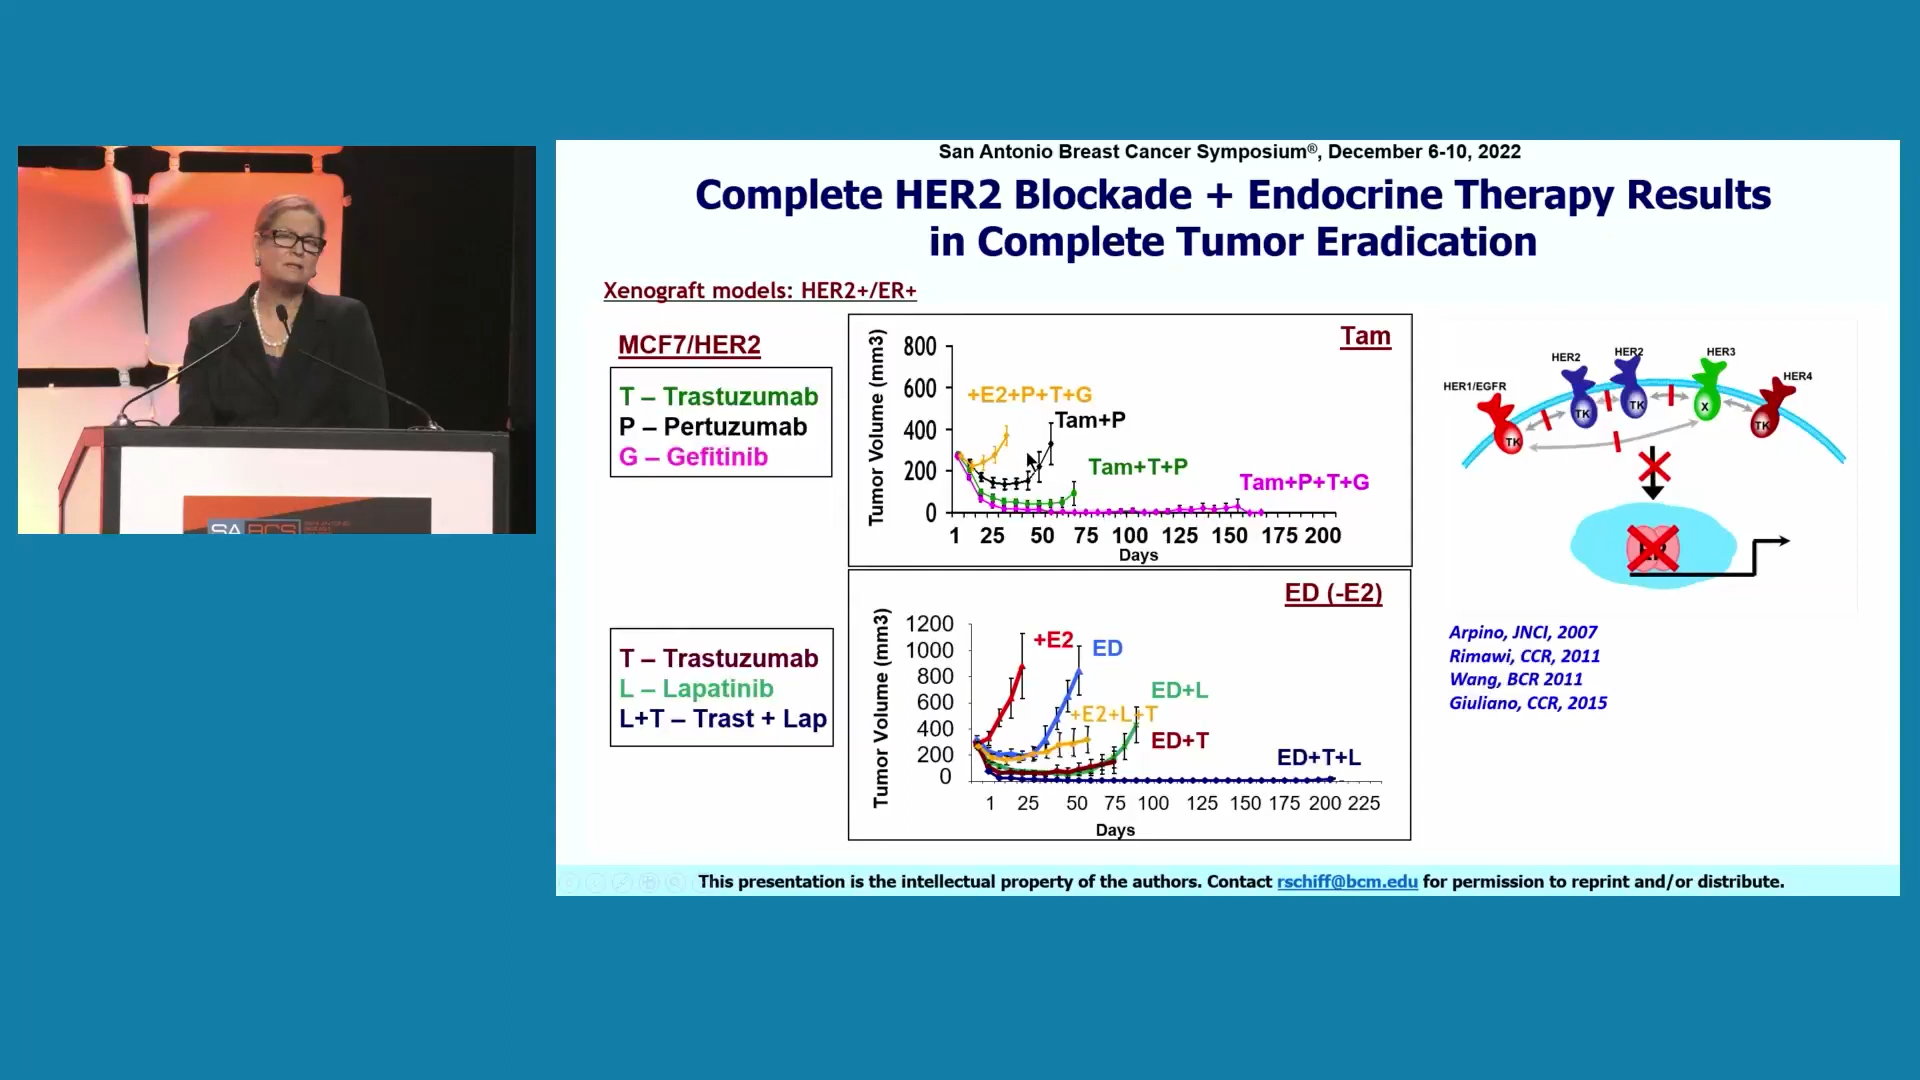 San Antonio Breast Cancer Symposium®, December 6-10, 2022
Complete HER2 Blockade + Endocrine Therapy Results
in Complete Tumor Eradication
Xenograft models: HER2+/ER+
MCF7/HER2
T – Trastuzumab
P – Pertuzumab
G – Gefitinib
Tam
Tumor Volume (mm3)
800
600
400
200
0
+E2+P+T+G
Tam+P
Tam+T+P
Tam+P+T+G
1 25 50 75 100 125 150 175 200
Days
HER1/EGFR
HER2
HER2
HER3
HER4
TK
TK
TK
X
TK
T – Trastuzumab
L – Lapatinib
L+T – Trast + Lap
ED (-E2)
Tumor Volume (mm3)
1200
1000
800
600
400
200
0
+E2
ED
ED+L
+E2+L+T
ED+T
ED+T+L
1 25 50 75 100 125 150 175 200 225
Days
Arpino, JNCI, 2007
Rimawi, CCR, 2011
Wang, BCR 2011
Giuliano, CCR, 2015
This presentation is the intellectual property of the authors. Contact rschiff@bcm.edu for permission to reprint and/or distribute.
SABCS